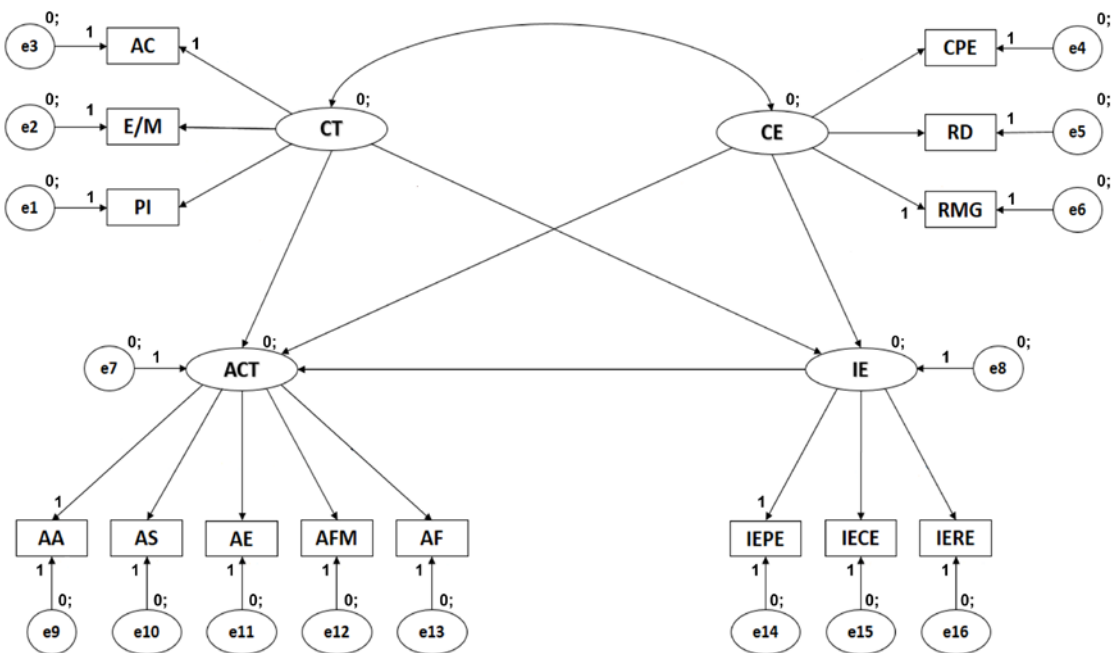 0; 0;
e3 1 AC 1 CPE 1 e4
0; 0; 0; 0;
e2 1 E/M CT CE RD 1 e5
0; 0;
e1 1 PI 1 RMG 1 e6
0; 0; 0; 0;
e7 1 ACT IE 1 e8
1 1
AA AS AE AFM AF IEPE IECE IERE
1 1 1 1 1 1 1 1
0; 0; 0; 0; 0; 0; 0; 0;
e9 e10 e11 e12 e13 e14 e15 e16